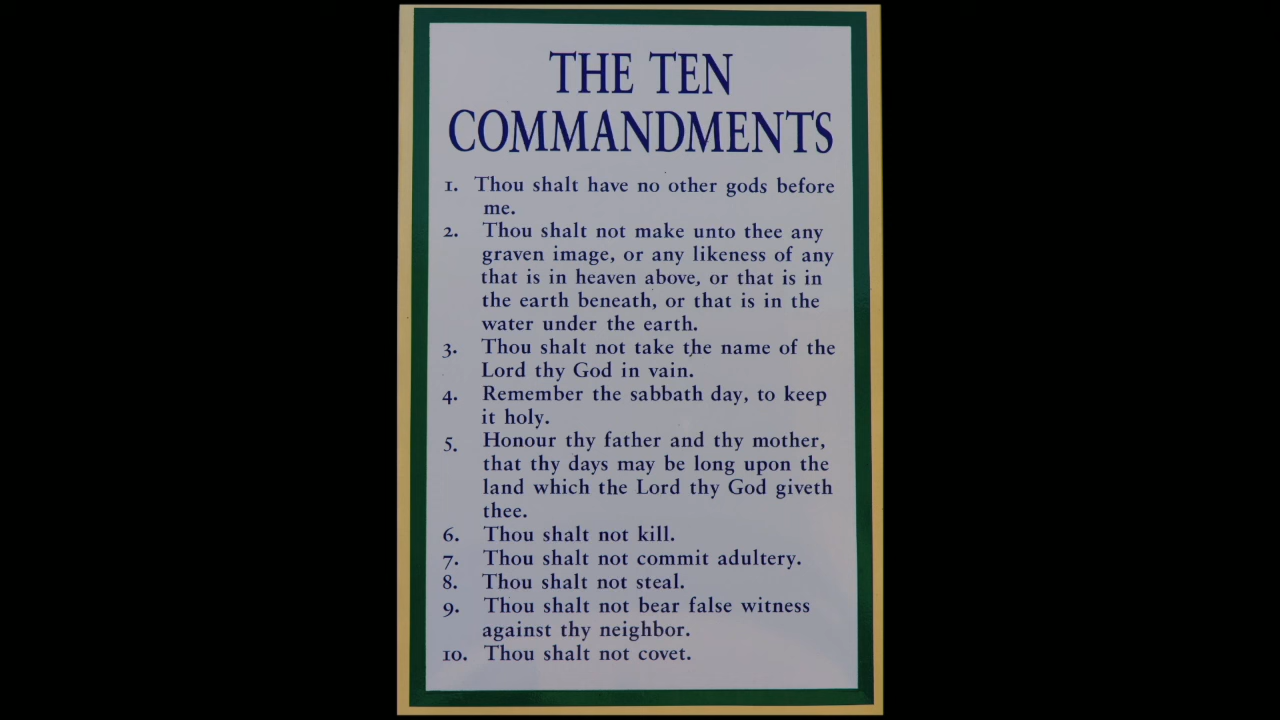 THE TEN
COMMANDMENTS
1. Thou shalt have no other gods before
me.
2. Thou shalt not make unto thee any
graven image, or any likeness of any
that is in heaven above, or that is in
the earth beneath, or that is in the
water under the earth.
3. Thou shalt not take the name of the
Lord thy God in vain.
4. Remember the sabbath day, to keep
it holy.
5. Honour thy father and thy mother,
that thy days may be long upon the
land which the Lord thy God giveth
thee.
6. Thou shalt not kill.
7. Thou shalt not commit adultery.
8. Thou shalt not steal.
9. Thou shalt not bear false witness
against thy neighbor.
10. Thou shalt not covet.